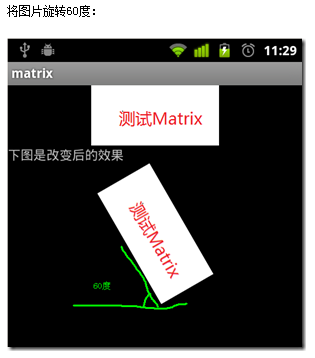 将图片旋转60度：
11:29
matrix
测试Matrix
下图是改变后的效果
测试Matrix
60度